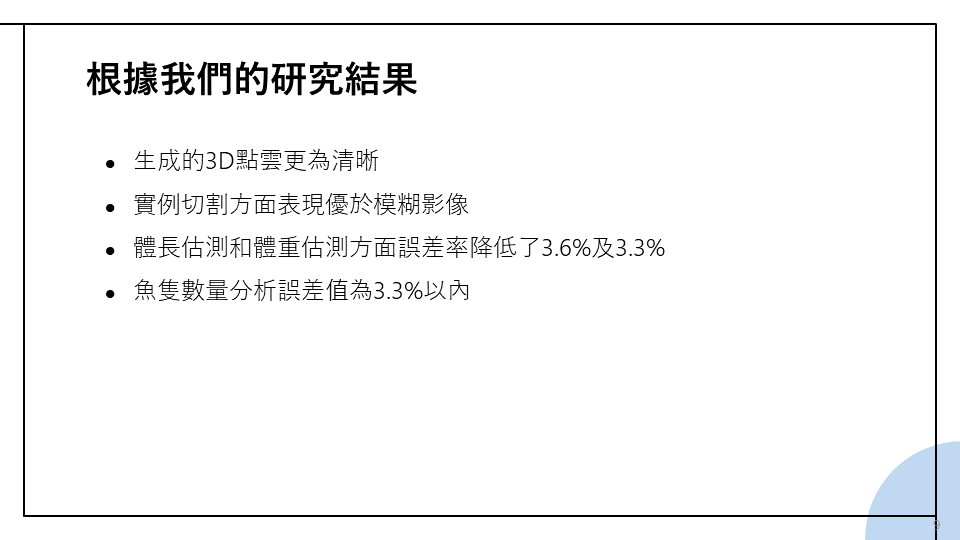 根據我們的研究結果
● 生成的3D點雲更為清晰
● 實例切割方面表現優於模糊影像
● 體長估測和體重估測方面誤差率降低了3.6%及3.3%
● 魚隻數量分析誤差值為3.3%以內
9